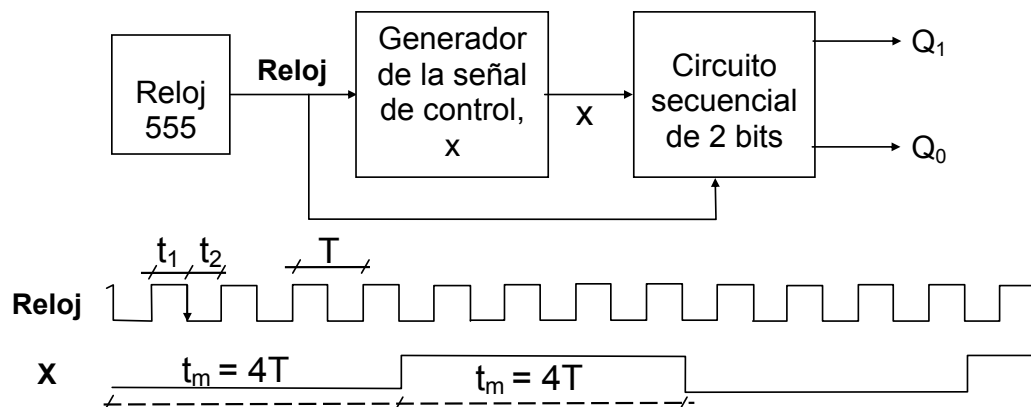 Reloj
555
Reloj
Generador
de la señal
de control,
x
x
Circuito
secuencial
de 2 bits
Q₁
Q₀
t₁ t₂ T
Reloj
X tₘ = 4T tₘ = 4T